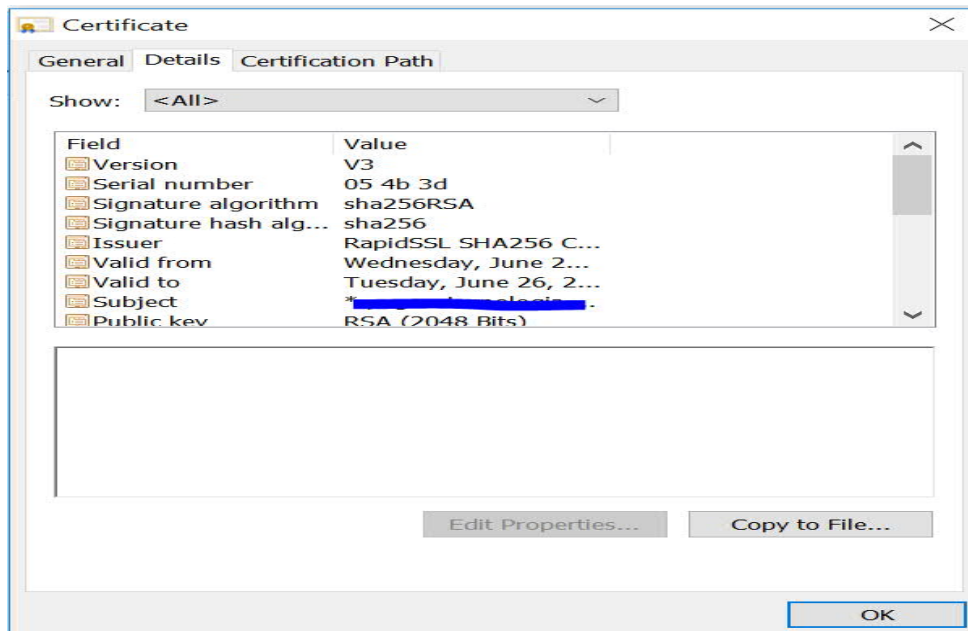 Certificate
General Details Certification Path
Show: <All>
Field Value
Version V3
Serial number 05 4b 3d
Signature algorithm sha256RSA
Signature hash alg... sha256
Issuer RapidSSL SHA256 C...
Valid from Wednesday, June 2...
Valid to Tuesday, June 26, 2...
Subject *
Public key RSA (2048 Bits)
Edit Properties... Copy to File...
OK